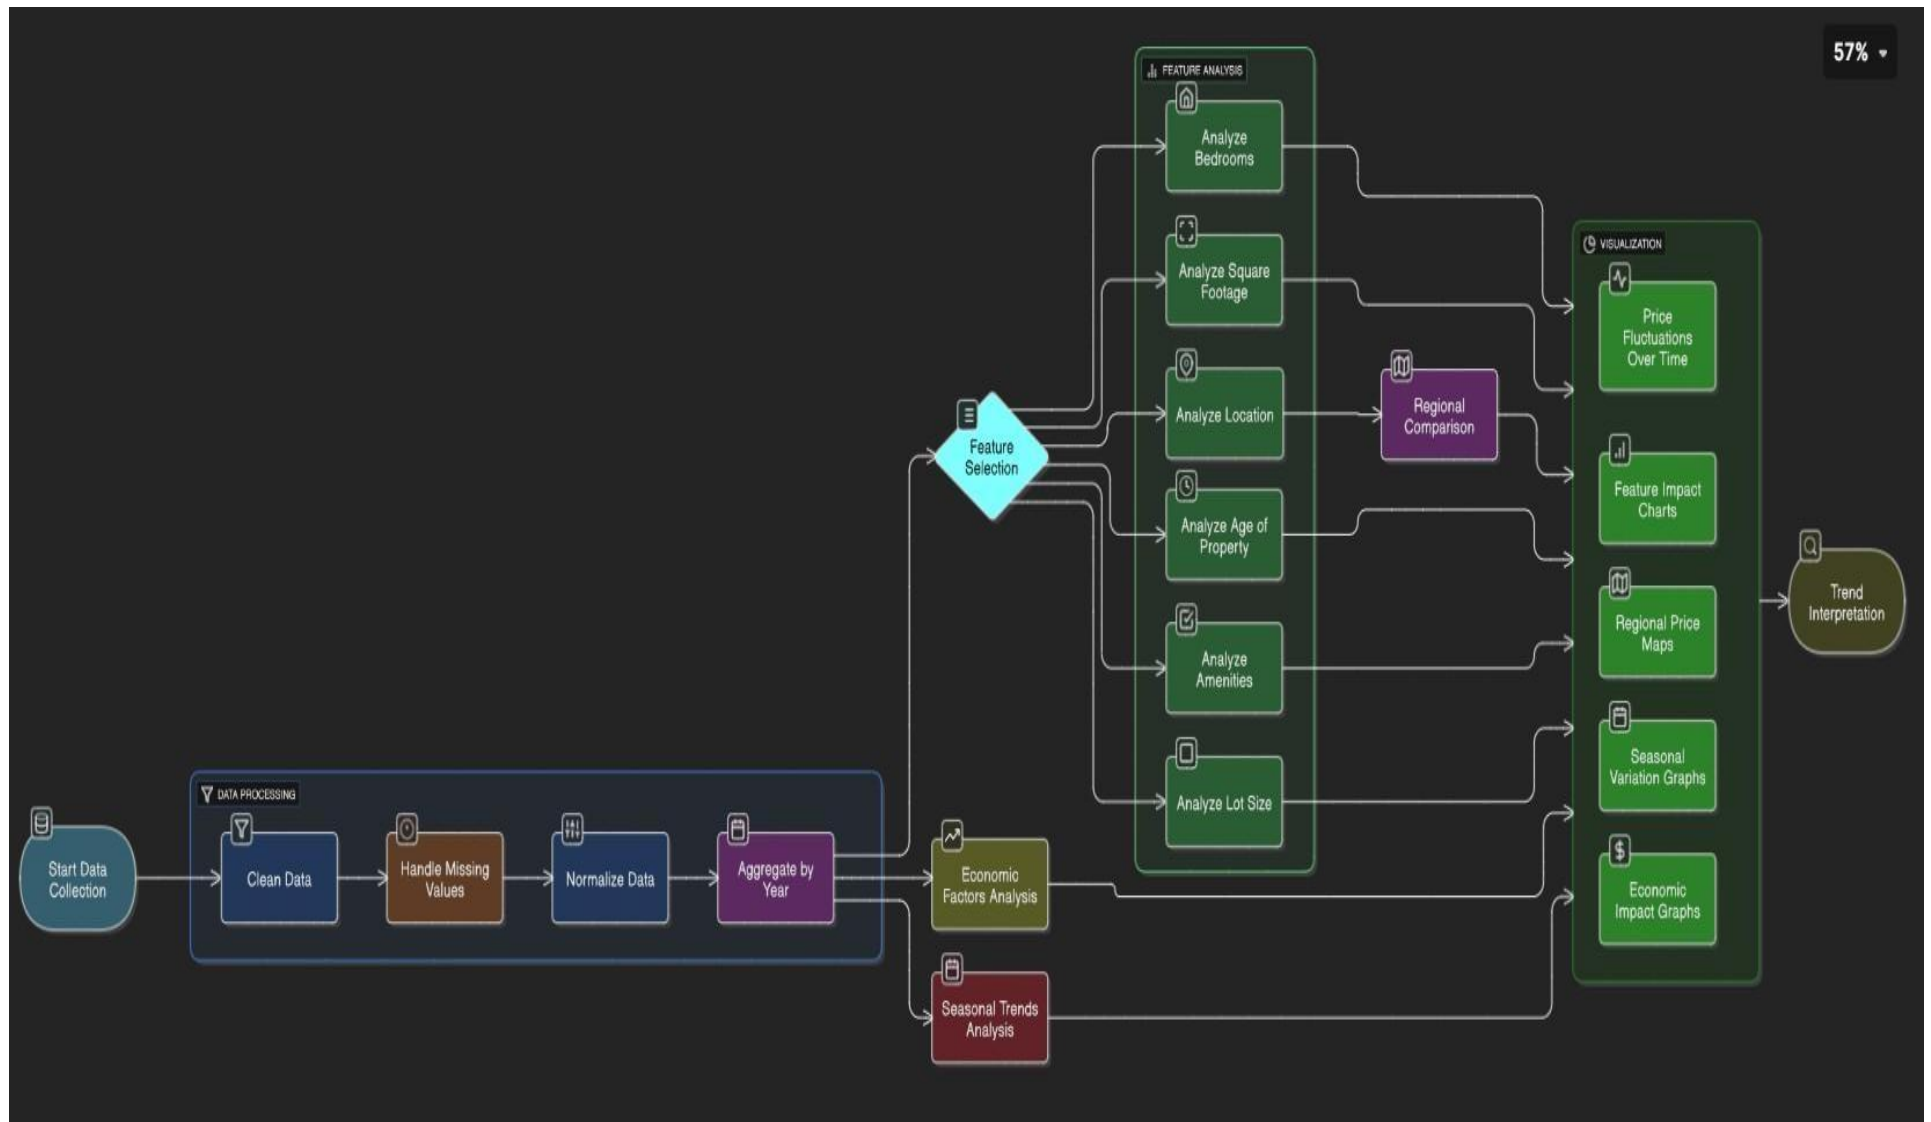 57%
FEATURE ANALYSIS
Analyze
Bedrooms
Analyze Square
Footage
Analyze Location
Analyze Age of
Property
Analyze
Amenities
Analyze Lot Size
Regional
Comparison
VISUALIZATION
Price
Fluctuations
Over Time
Feature Impact
Charts
Regional Price
Maps
Seasonal
Variation Graphs
Economic
Impact Graphs
Trend
Interpretation
Feature
Selection
DATA PROCESSING
Start Data
Collection
Clean Data
Handle Missing
Values
Normalize Data
Aggregate by
Year
Economic
Factors Analysis
Seasonal Trends
Analysis